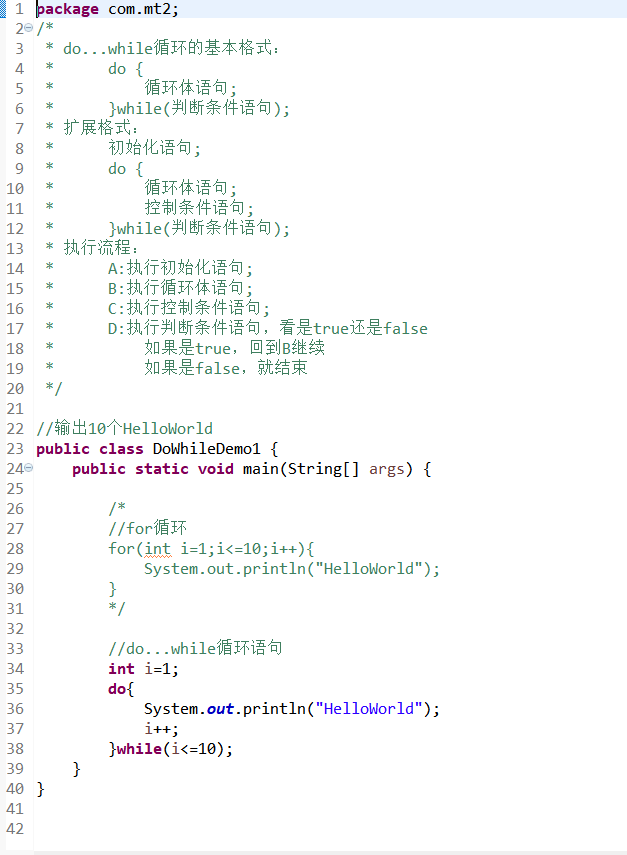 1 package com.mt2;
2 /*
3  * do...while循环的基本格式:
4  *      do {
5  *          循环体语句;
6  *      }while(判断条件语句);
7  * 扩展格式:
8  *      初始化语句;
9  *      do {
10  *          循环体语句;
11  *          控制条件语句;
12  *      }while(判断条件语句);
13  * 执行流程:
14  *      A:执行初始化语句;
15  *      B:执行循环体语句;
16  *      C:执行控制条件语句;
17  *      D:执行判断条件语句，看是true还是false
18  *          如果是true，回到B继续
19  *          如果是false，就结束
20  */
21
22 //输出10个HelloWorld
23 public class DoWhileDemo1 {
24     public static void main(String[] args) {
25
26         /*
27         //for循环
28         for(int i=1;i<=10;i++){
29             System.out.println("HelloWorld");
30         }
31         */
32
33         //do...while循环语句
34         int i=1;
35         do{
36             System.out.println("HelloWorld");
37             i++;
38         }while(i<=10);
39     }
40 }
41
42